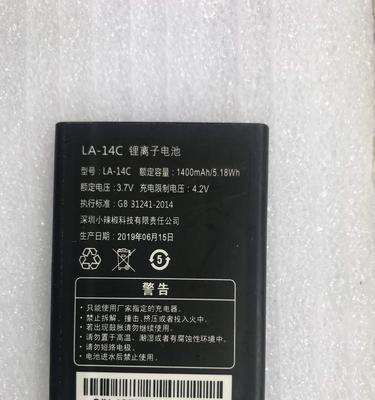 LA-14C 锂离子电池
型号: LA-14C 额定容量: 1400mAh/5.18Wh
额定电压: 3.7V 充电限制电压: 4.2V
执行标准: GB 31241-2014
深圳小辣椒科技有限责任公司
生产日期: 2019年06月15日
5
警告
只能使用厂家指定的充电器。
禁止拆解、撞击、挤压或者投入火中。
若出现鼓胀请勿继续使用。
请勿置于高温、潮湿或者有腐蚀性环境中。
请勿短路电极。
电池进水后禁止使用。